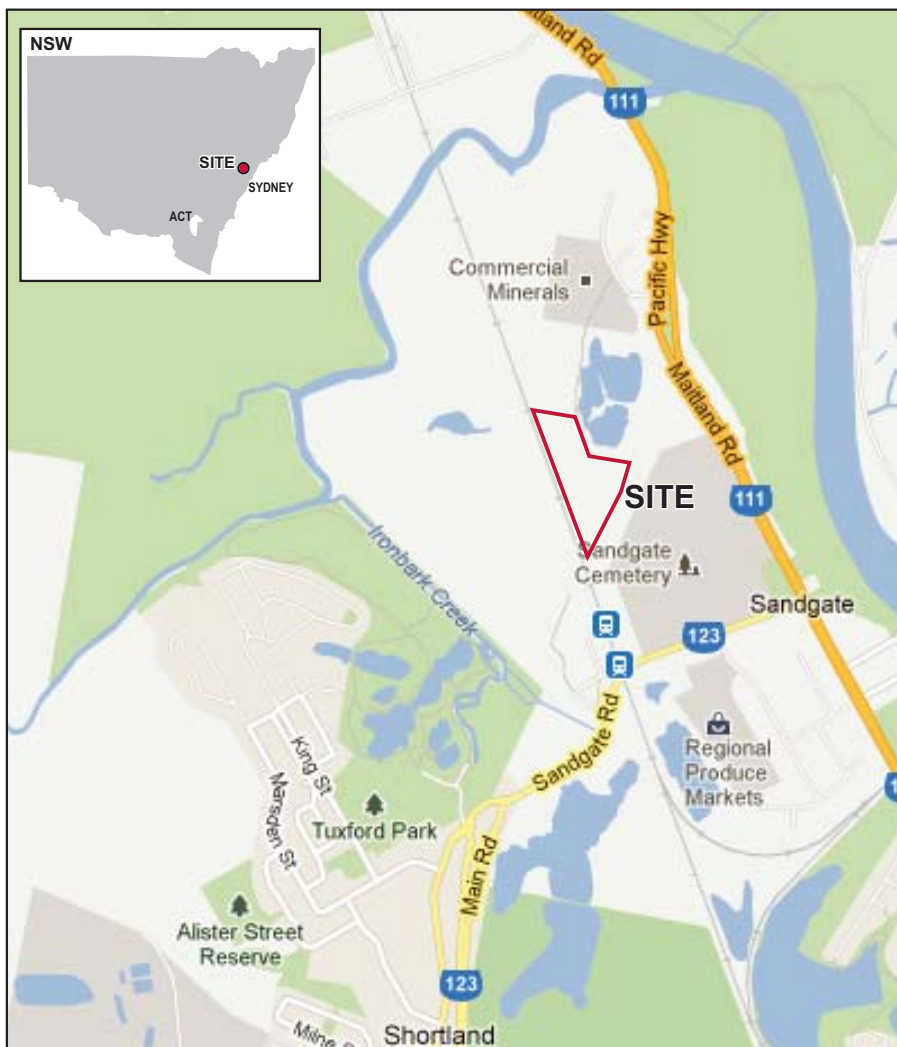 NSW
SITE
SYDNEY
ACT
Maitland Rd
111
Commercial
Minerals
Pacific Hwy
Maitland Rd
SITE
111
Ironbark Creek
Sandgate
Cemetery
Sandgate
123
King St
Marsden St
Sandgate Rd
Regional
Produce
Markets
Tuxford Park
Main Rd
Alister Street
Reserve
123
Shortland